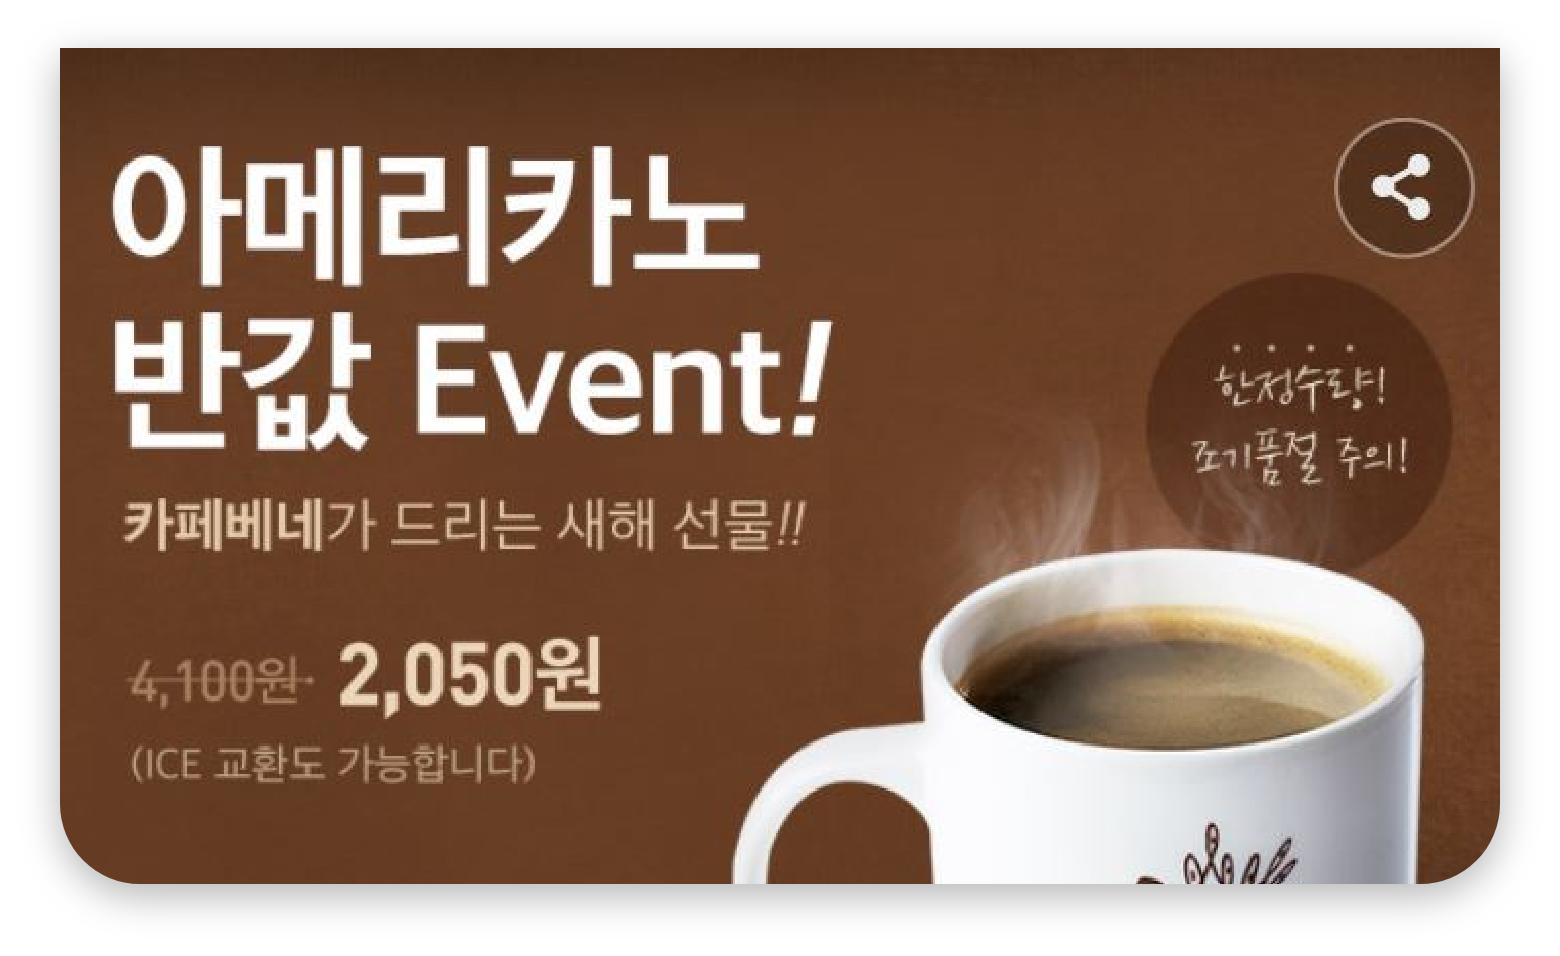 아메리카노
반값 Event!
카페베네가 드리는 새해 선물!!
4,100원 2,050원
(ICE 교환도 가능합니다)
한정수량!
조기품절 주의!